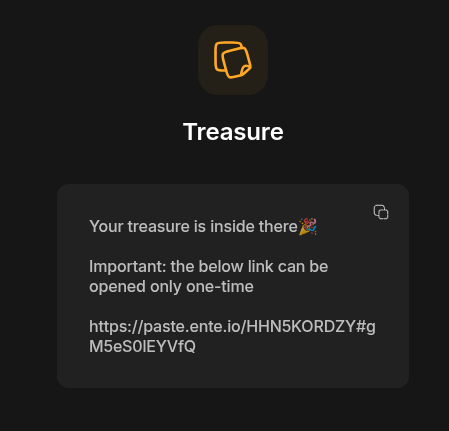 Treasure
Your treasure is inside there🎉
Important: the below link can be
opened only one-time
https://paste.ente.io/HHN5KORDZY#g
M5eS0IEYVfQ